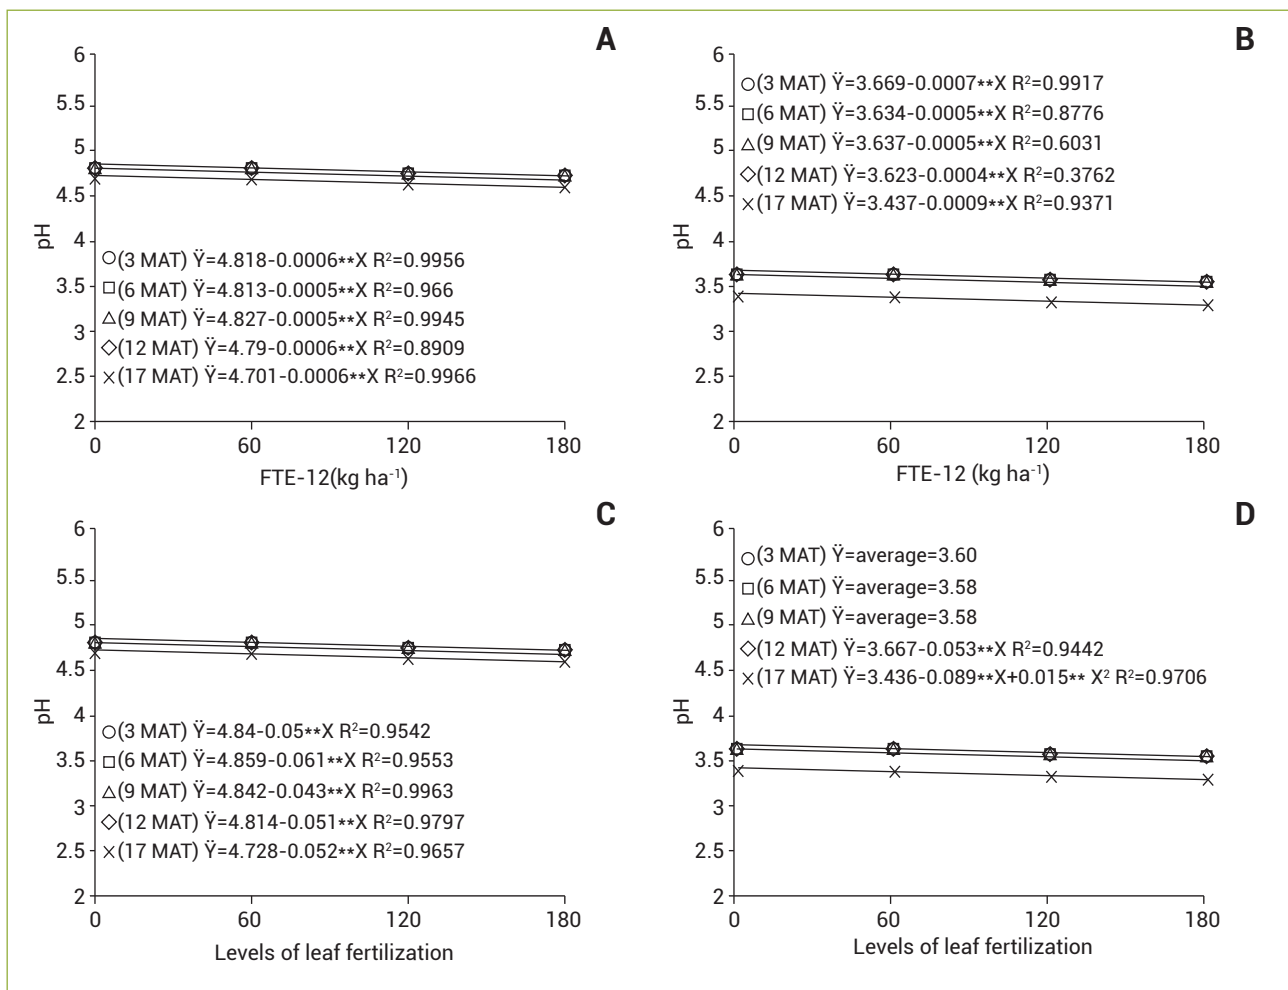 A
6
5.5
5
4.5
4
3.5
3
2.5
2
pH
(3 MAT) Ÿ=4.818-0.0006**X R²=0.9956
(6 MAT) Ÿ=4.813-0.0005**X R²=0.966
(9 MAT) Ÿ=4.827-0.0005**X R²=0.9945
(12 MAT) Ÿ=4.79-0.0006**X R²=0.8909
(17 MAT) Ÿ=4.701-0.0006**X R²=0.9966
0 60 120 180
FTE-12(kg ha⁻¹)
B
6
5.5
5
4.5
4
3.5
3
2.5
2
pH
(3 MAT) Ÿ=3.669-0.0007**X R²=0.9917
(6 MAT) Ÿ=3.634-0.0005**X R²=0.8776
(9 MAT) Ÿ=3.637-0.0005**X R²=0.6031
(12 MAT) Ÿ=3.623-0.0004**X R²=0.3762
(17 MAT) Ÿ=3.437-0.0009**X R²=0.9371
0 60 120 180
FTE-12 (kg ha⁻¹)
C
6
5.5
5
4.5
4
3.5
3
2.5
2
pH
(3 MAT) Ÿ=4.84-0.05**X R²=0.9542
(6 MAT) Ÿ=4.859-0.061**X R²=0.9553
(9 MAT) Ÿ=4.842-0.043**X R²=0.9963
(12 MAT) Ÿ=4.814-0.051**X R²=0.9797
(17 MAT) Ÿ=4.728-0.052**X R²=0.9657
0 60 120 180
Levels of leaf fertilization
D
6
5.5
5
4.5
4
3.5
3
2.5
2
pH
(3 MAT) Ÿ=average=3.60
(6 MAT) Ÿ=average=3.58
(9 MAT) Ÿ=average=3.58
(12 MAT) Ÿ=3.667-0.053**X R²=0.9442
(17 MAT) Ÿ=3.436-0.089**X+0.015** X² R²=0.9706
0 60 120 180
Levels of leaf fertilization